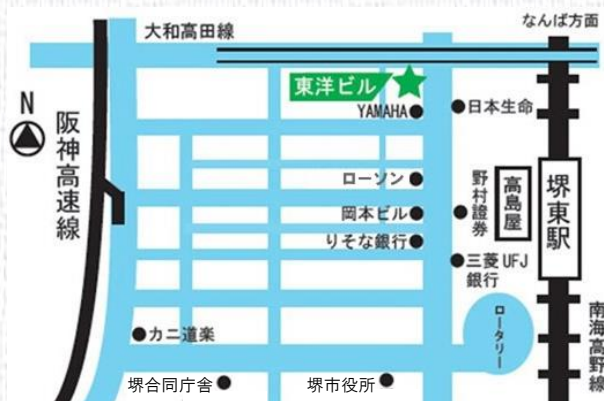 なんば方面
大和高田線
N
阪神高速線
東洋ビル
YAMAHA
日本生命
ローソン
岡本ビル
りそな銀行
野村證券
高島屋
堺東駅
三菱UFJ
銀行
ロータリー
南海高野線
カニ道楽
堺合同庁舎
堺市役所